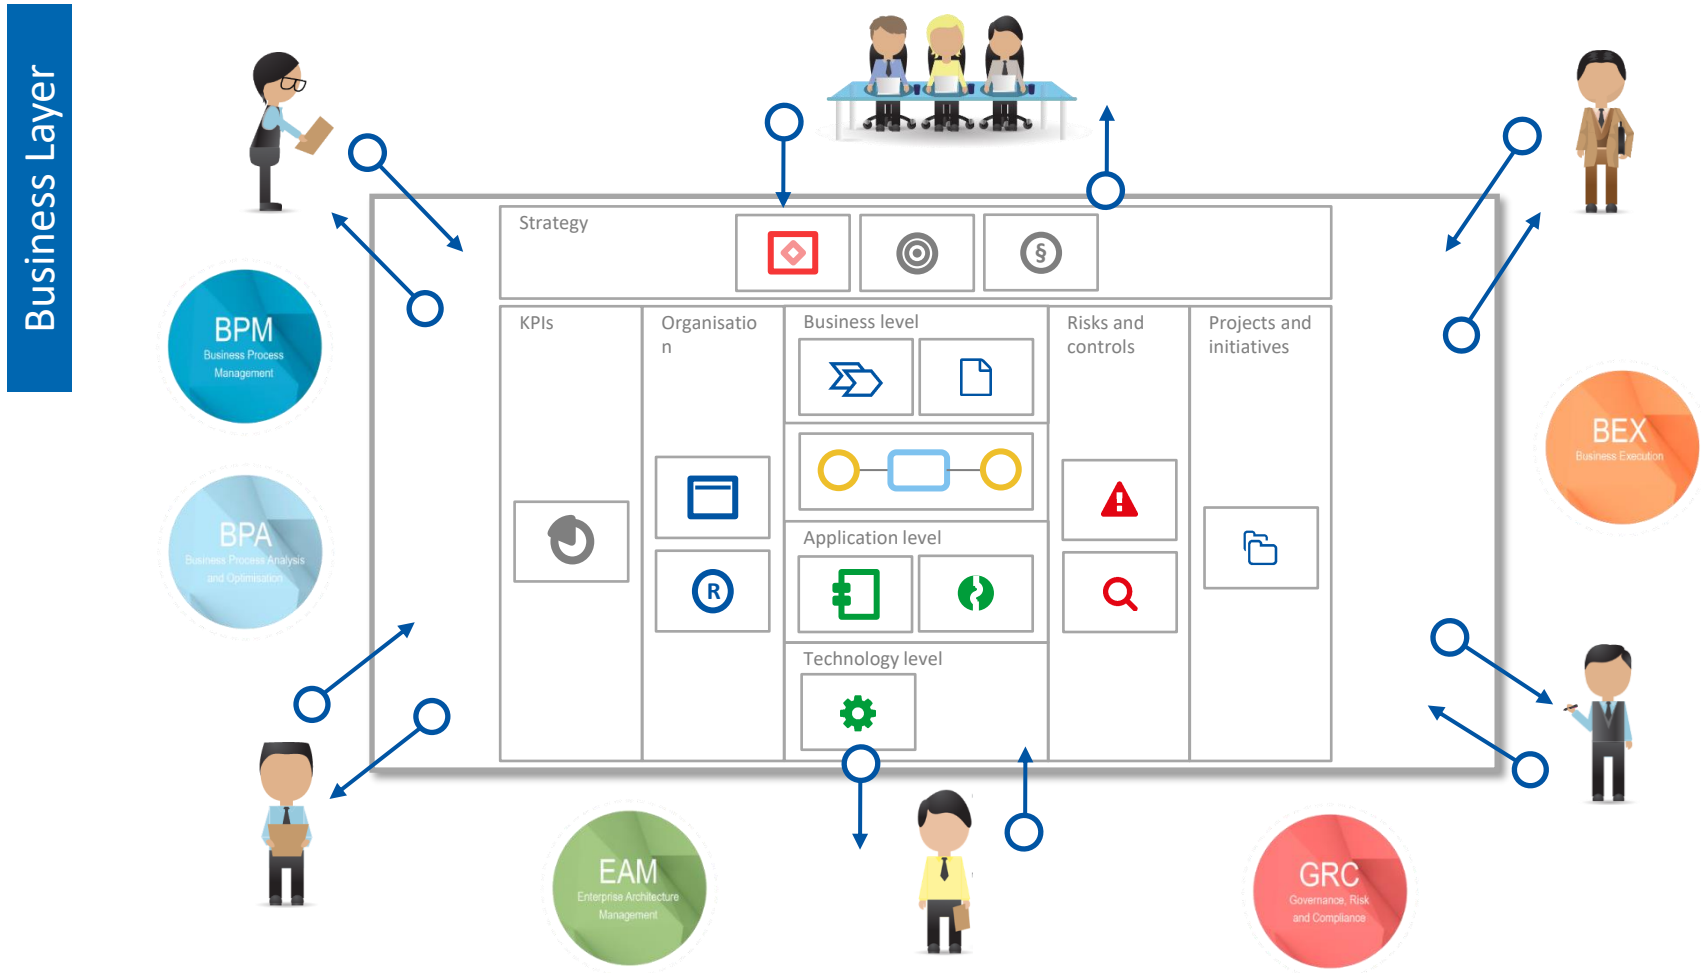 Business Layer
Strategy
§
KPIs
Organisatio
n
Business level
Risks and
controls
Projects and
initiatives
R
Application level
Technology level
BPM
Business Process
Management
BPA
Business Process Analysis
and Optimisation
BEX
Business Execution
EAM
Enterprise Architecture
Management
GRC
Governance, Risk
and Compliance